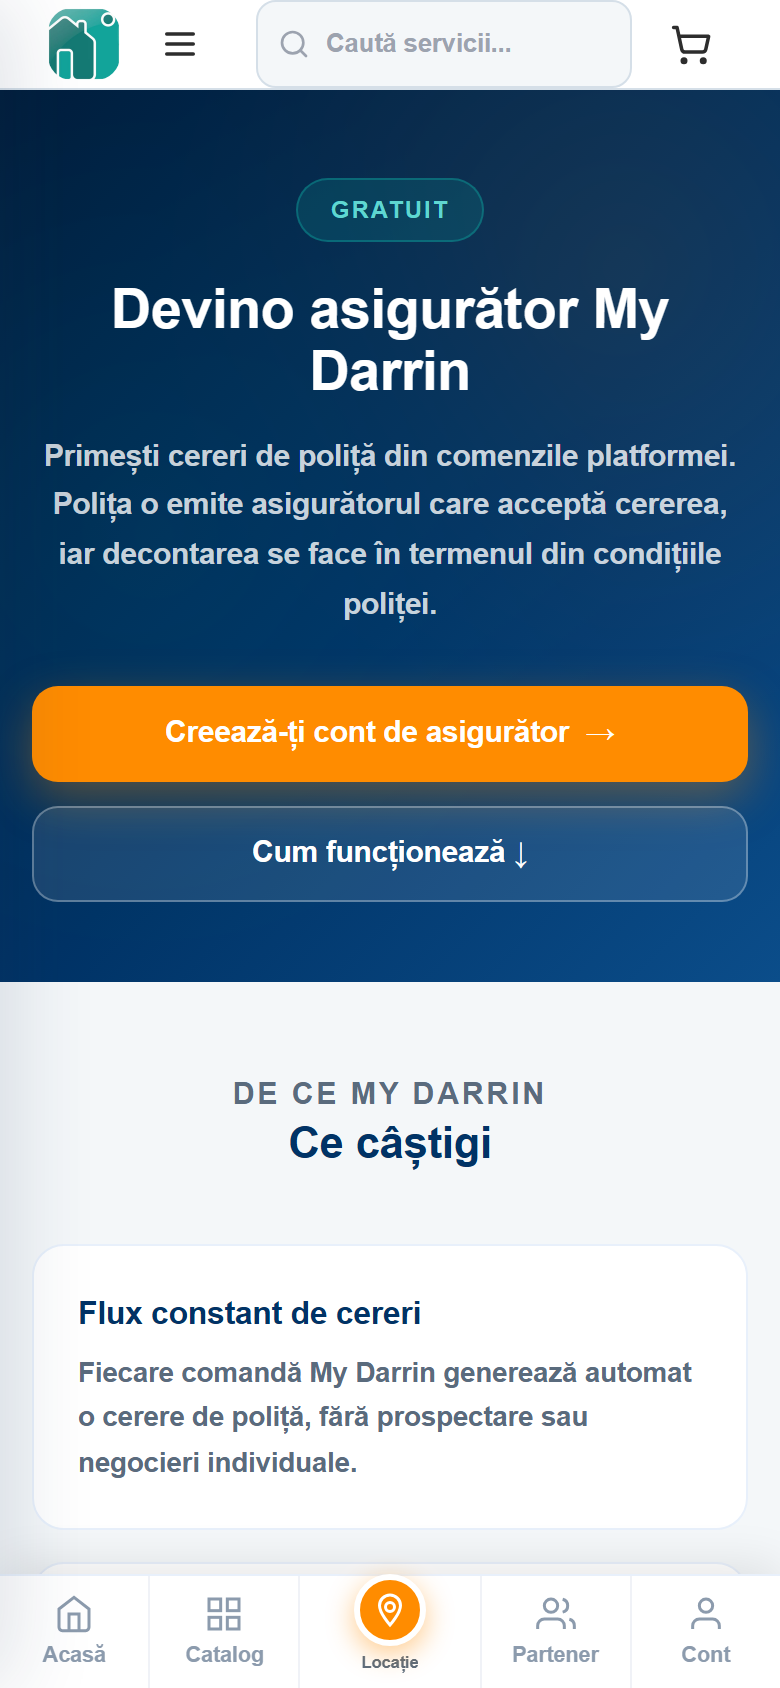 Caută servicii...
GRATUIT
Devino asigurător My
Darrin
Primești cereri de poliță din comenzile platformei.
Polița o emite asigurătorul care acceptă cererea,
iar decontarea se face în termenul din condițiile
poliței.
Creează-ți cont de asigurător →
Cum funcționează ↓
DE CE MY DARRIN
Ce câștigi
Flux constant de cereri
Fiecare comandă My Darrin generează automat
o cerere de poliță, fără prospectare sau
negocieri individuale.
Acasă
Catalog
Locație
Partener
Cont